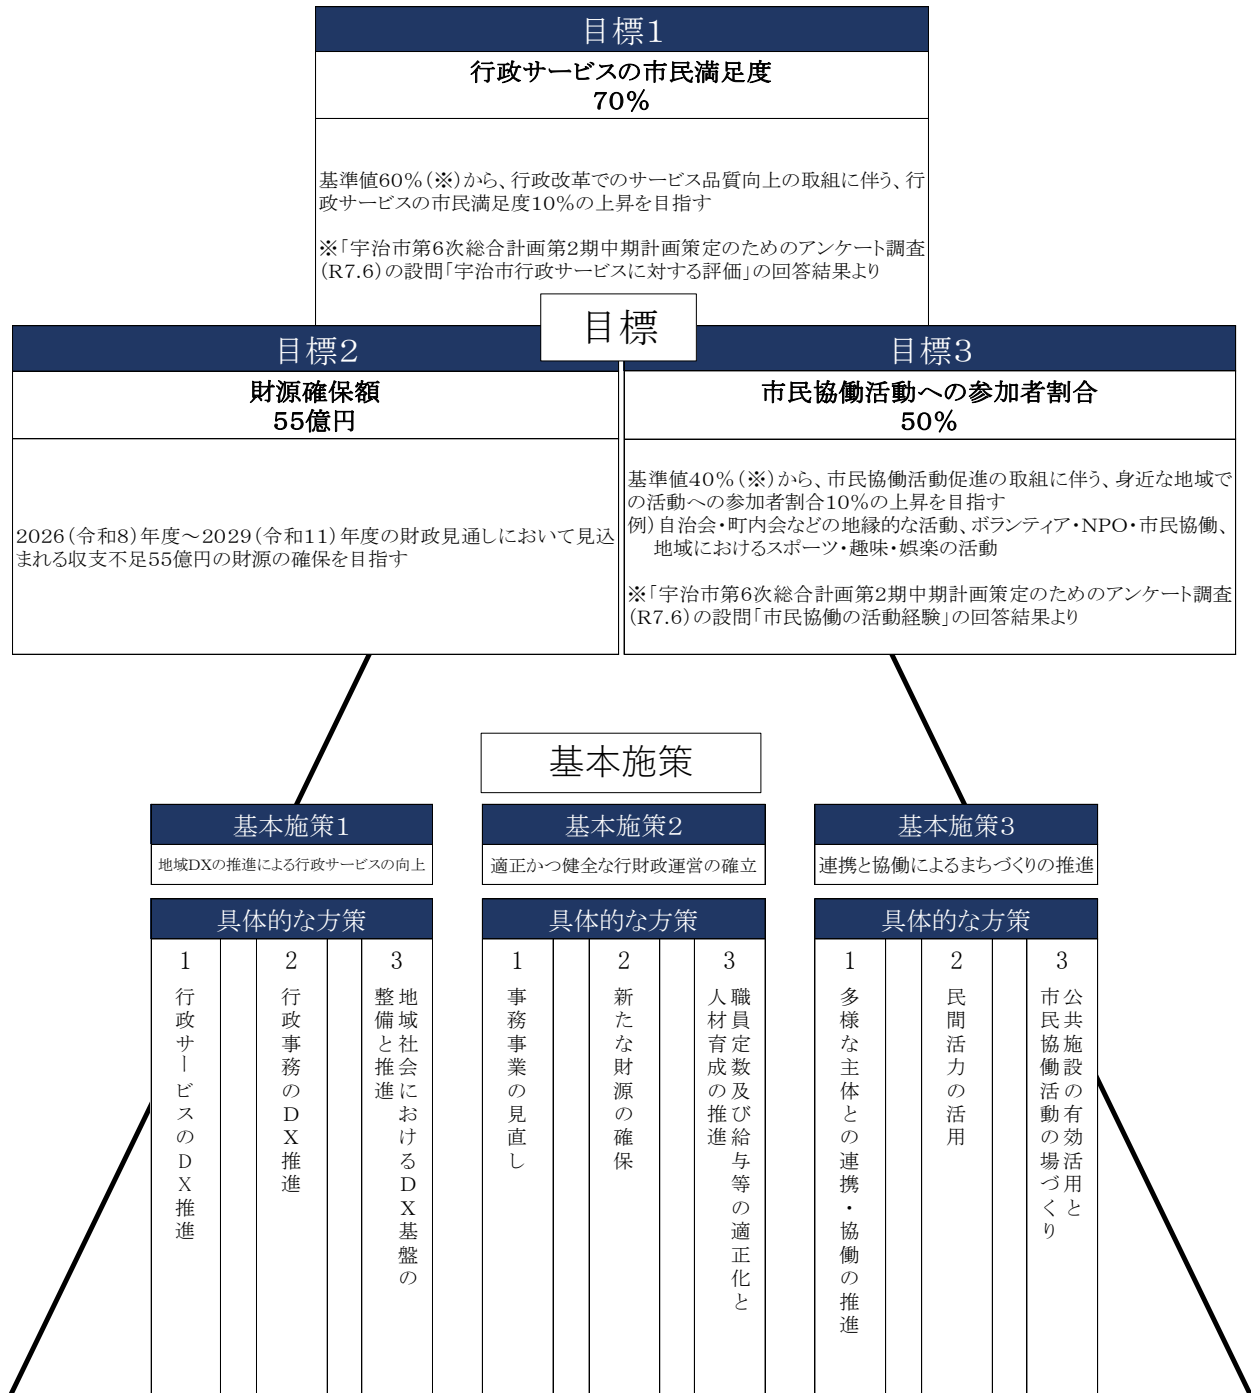 目標1
行政サービスの市民満足度
70%
基準値60%(※)から、行政改革でのサービス品質向上の取組に伴う、行
政サービスの市民満足度10%の上昇を目指す
※「宇治市第6次総合計画第2期中期計画策定のためのアンケート調査
(R7.6)の設問「宇治市行政サービスに対する評価」の回答結果より
目標
目標2
財源確保額
55億円
2026(令和8)年度～2029(令和11)年度の財政見通しにおいて見込
まれる収支不足55億円の財源の確保を目指す
目標3
市民協働活動への参加者割合
50%
基準値40%(※)から、市民協働活動促進の取組に伴う、身近な地域で
の活動への参加者割合10%の上昇を目指す
例)自治会・町内会などの地縁的な活動、ボランティア・NPO・市民協働、
地域におけるスポーツ・趣味・娯楽の活動
※「宇治市第6次総合計画第2期中期計画策定のためのアンケート調査
(R7.6)の設問「市民協働の活動経験」の回答結果より
基本施策
基本施策1
地域DXの推進による行政サービスの向上
具体的な方策
1
行政サービスのDX推進
2
行政事務のDX推進
3
地域社会におけるDX基盤の
整備と推進
基本施策2
適正かつ健全な行財政運営の確立
具体的な方策
1
事務事業の見直し
2
新たな財源の確保
3
職員定数及び給与等の適正化と
人材育成の推進
基本施策3
連携と協働によるまちづくりの推進
具体的な方策
1
多様な主体との連携・協働の推進
2
民間活力の活用
3
公共施設の有効活用と
市民協働活動の場づくり